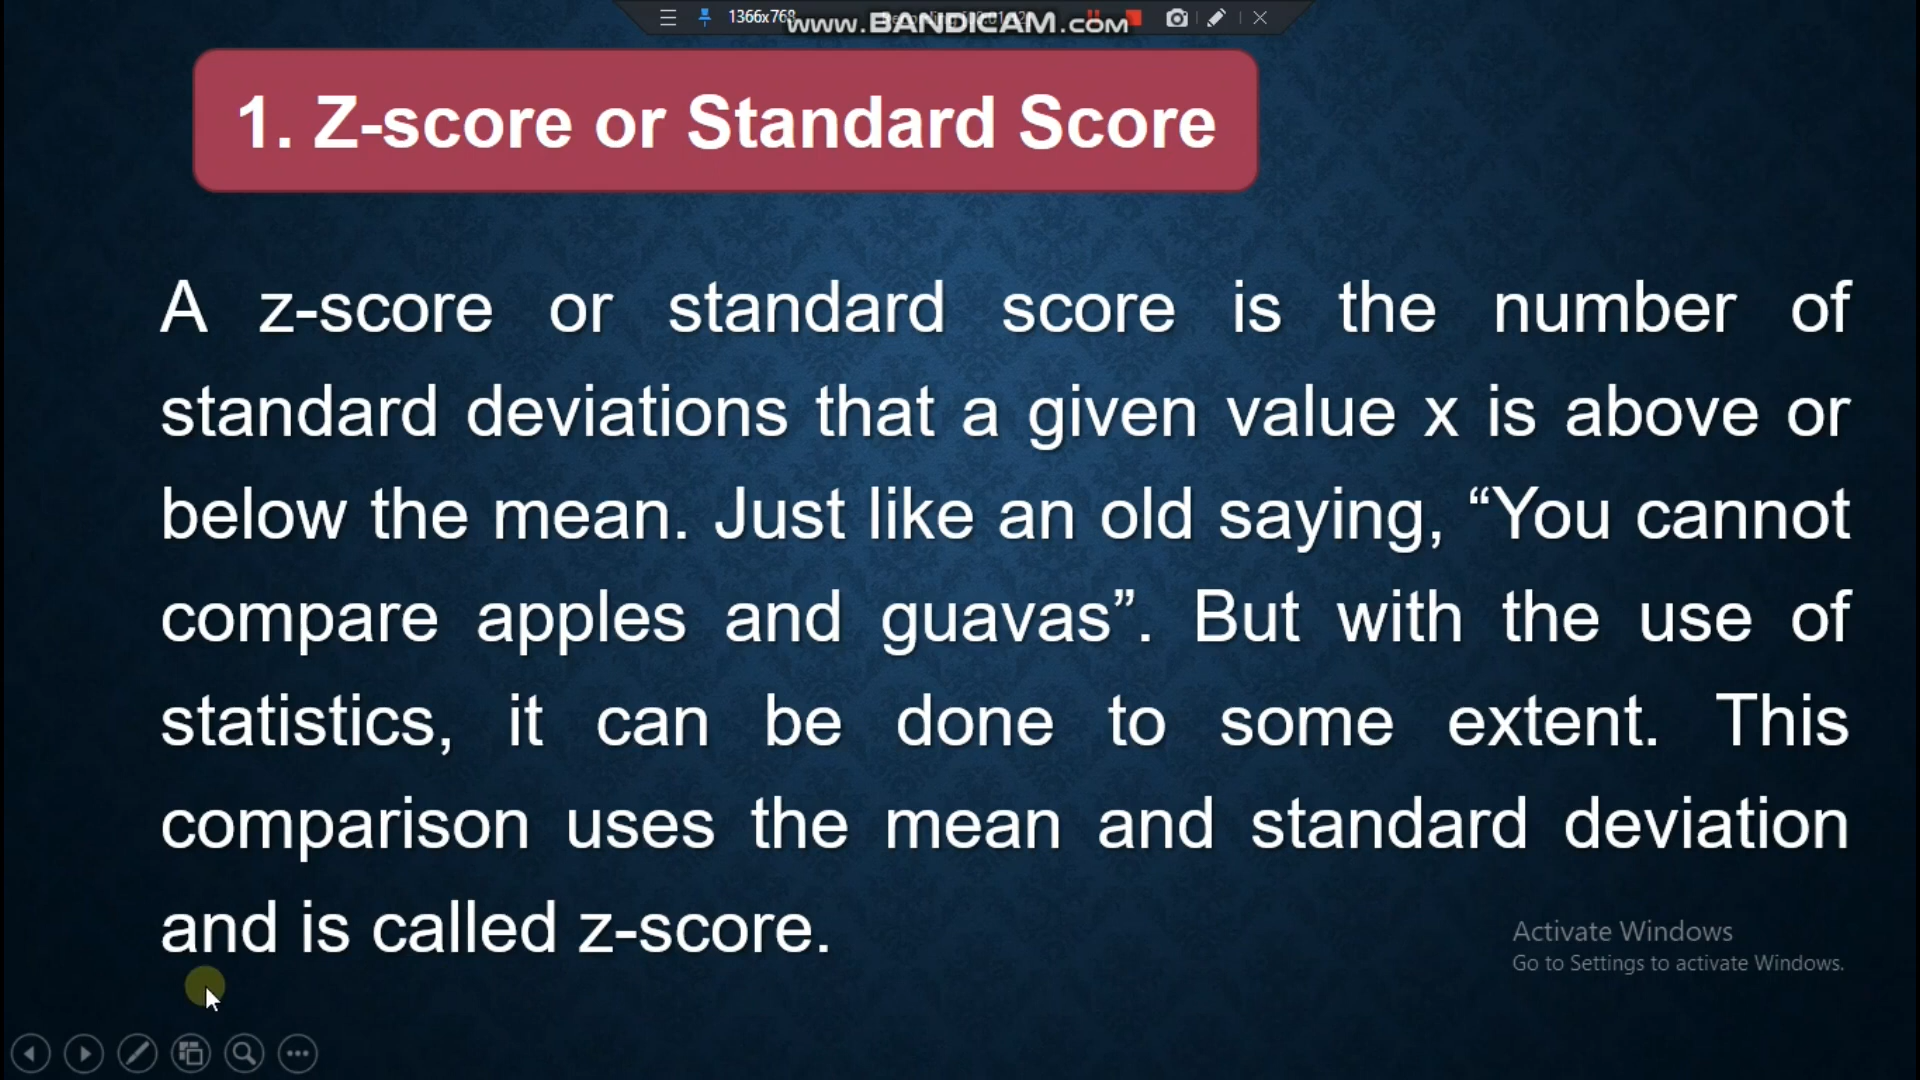 1366x768
www.BANDICAM.com
1. Z-score or Standard Score
A z-score or standard score is the number of
standard deviations that a given value x is above or
below the mean. Just like an old saying, “You cannot
compare apples and guavas”. But with the use of
statistics, it can be done to some extent. This
comparison uses the mean and standard deviation
and is called z-score.
Activate Windows
Go to Settings to activate Windows.